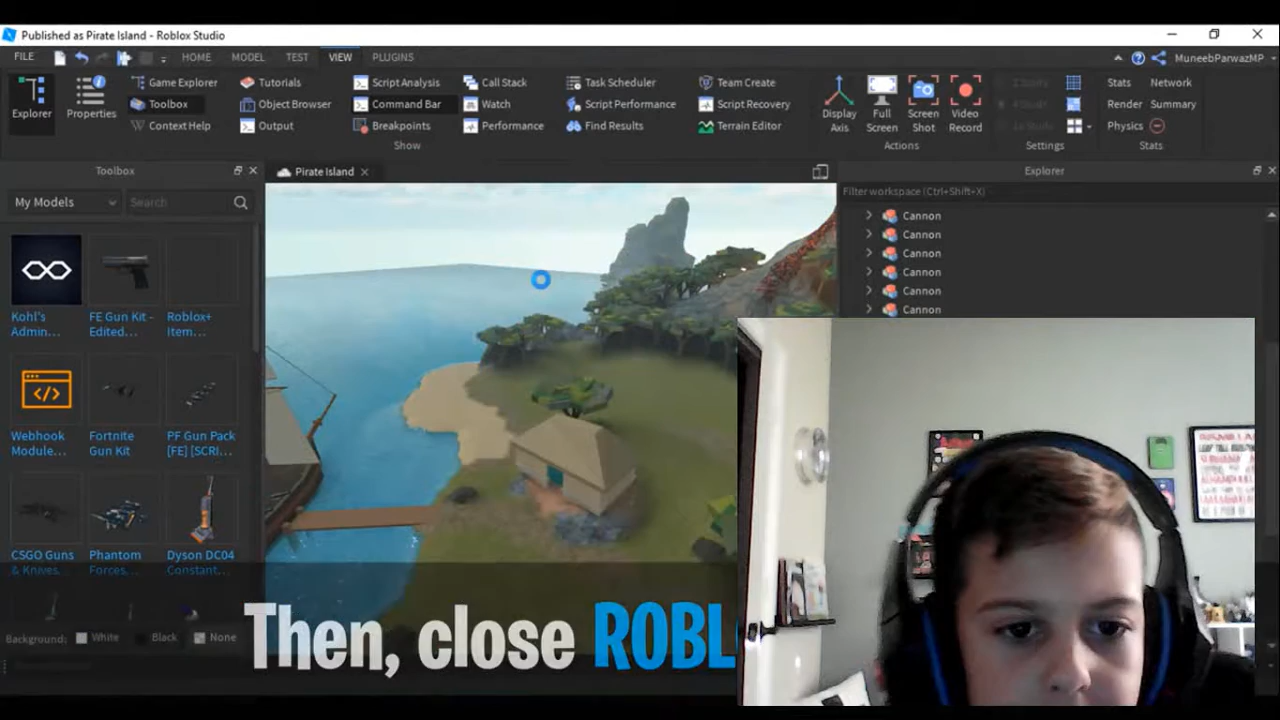 Published as Pirate Island - Roblox Studio
FILE HOME MODEL TEST VIEW PLUGINS MuneebParwazMP
Explorer
Properties
Game Explorer
Toolbox
Context Help
Tutorials
Object Browser
Output
Script Analysis
Command Bar
Breakpoints
Call Stack
Watch
Performance
Show
Task Scheduler
Script Performance
Find Results
Team Create
Script Recovery
Terrain Editor
Display
Axis
Full
Screen
Screen
Shot
Video
Record
Actions
Settings
Stats Network
Render Summary
Physics
Stats
Toolbox
My Models
Search
Kohl's
Admin...
FE Gun Kit -
Edited...
Roblox+
Item...
Webhook
Module...
Fortnite
Gun Kit
PF Gun Pack
[FE] [SCRI...
CSGO Guns
& Knives...
Phantom
Forces...
Dyson DC04
Constant...
Background: White Black None
Pirate Island
Explorer
Filter workspace (Ctrl+Shift+X)
Cannon
Cannon
Cannon
Cannon
Cannon
Cannon
Then, close ROBL